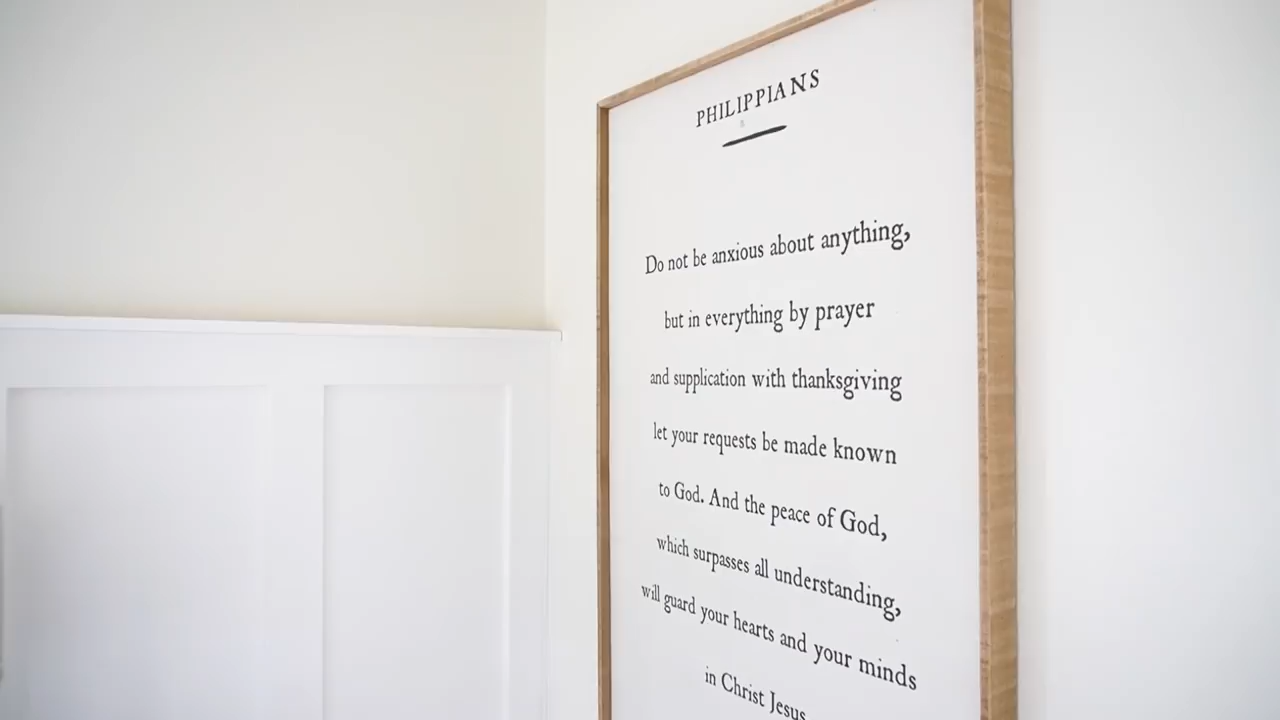 PHILIPPIANS
Do not be anxious about anything,
but in everything by prayer
and supplication with thanksgiving
let your requests be made known
to God. And the peace of God,
which surpasses all understanding,
will guard your hearts and your minds
in Christ Jesus